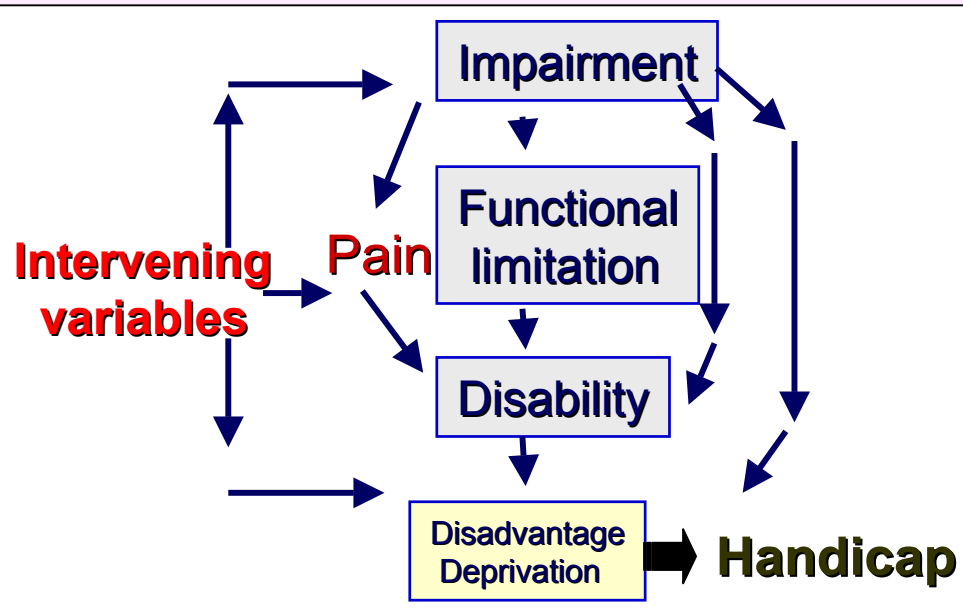 Impairment
Functional
limitation
Pain
Intervening
variables
Disability
Disadvantage
Deprivation
Handicap